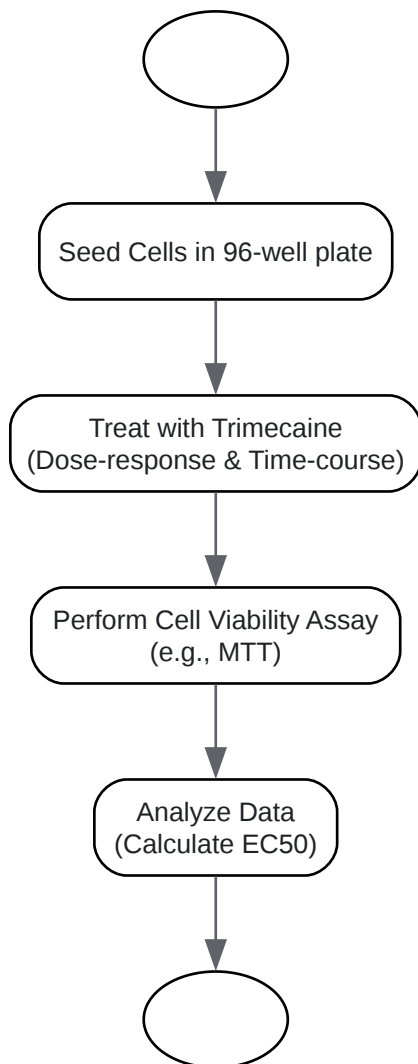 Seed Cells in 96-well plate
Treat with Trimecaine
(Dose-response & Time-course)
Perform Cell Viability Assay
(e.g., MTT)
Analyze Data
(Calculate EC50)